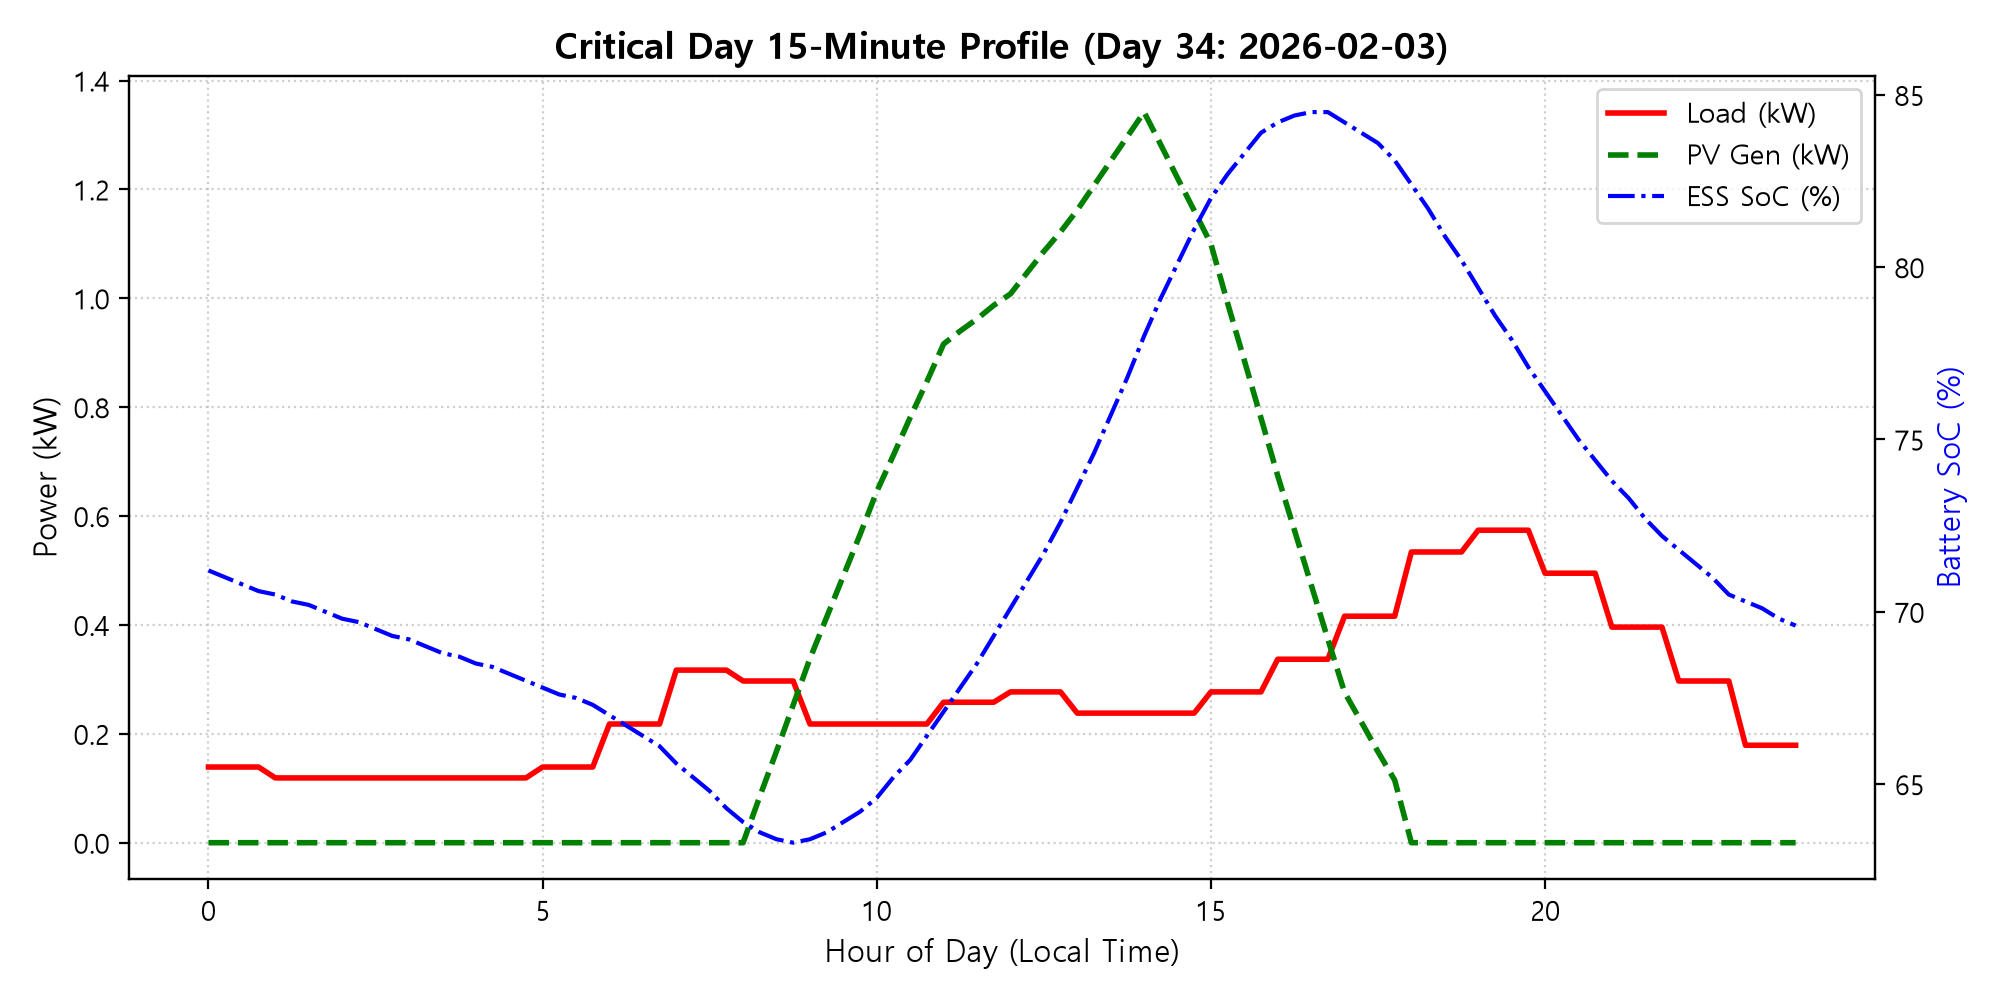 Critical Day 15-Minute Profile (Day 34: 2026-02-03)
Load (kW)
PV Gen (kW)
ESS SoC (%)
Power (kW)
1.4
1.2
1.0
0.8
0.6
0.4
0.2
0.0
85
80
75
70
65
Battery SoC (%)
0 5 10 15 20
Hour of Day (Local Time)